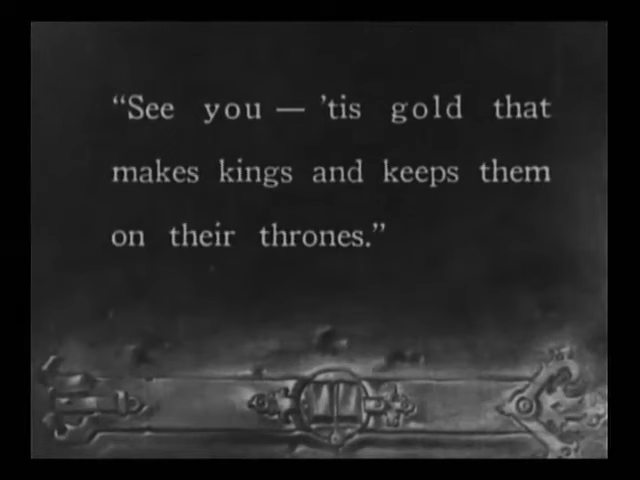 “See you — ’tis gold that
makes kings and keeps them
on their thrones.”